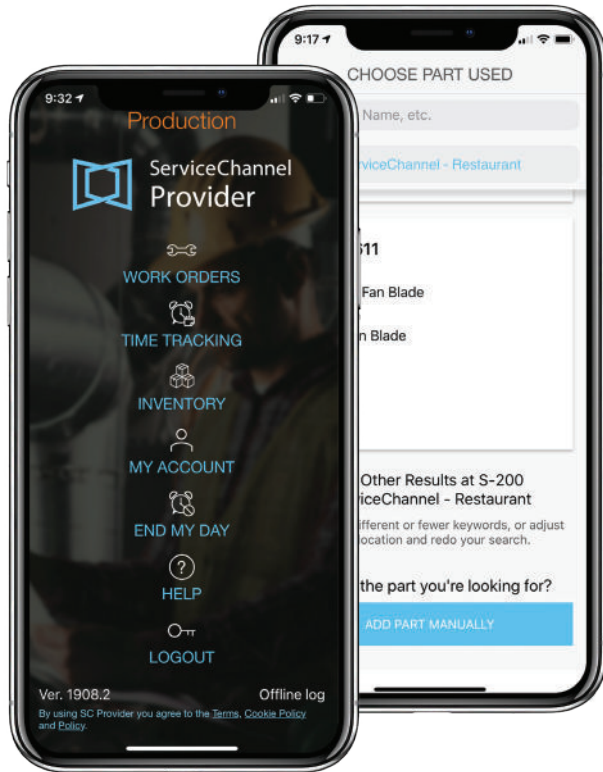 9:32
Production
ServiceChannel
Provider
WORK ORDERS
TIME TRACKING
INVENTORY
MY ACCOUNT
END MY DAY
HELP
LOGOUT
Ver. 1908.2 Offline log
By using SC Provider you agree to the Terms, Cookie Policy
and Policy.
9:17
CHOOSE PART USED
Name, etc.
viceChannel - Restaurant
611
Fan Blade
n Blade
Other Results at S-200
iceChannel - Restaurant
ifferent or fewer keywords, or adjust
location and redo your search.
the part you're looking for?
ADD PART MANUALLY